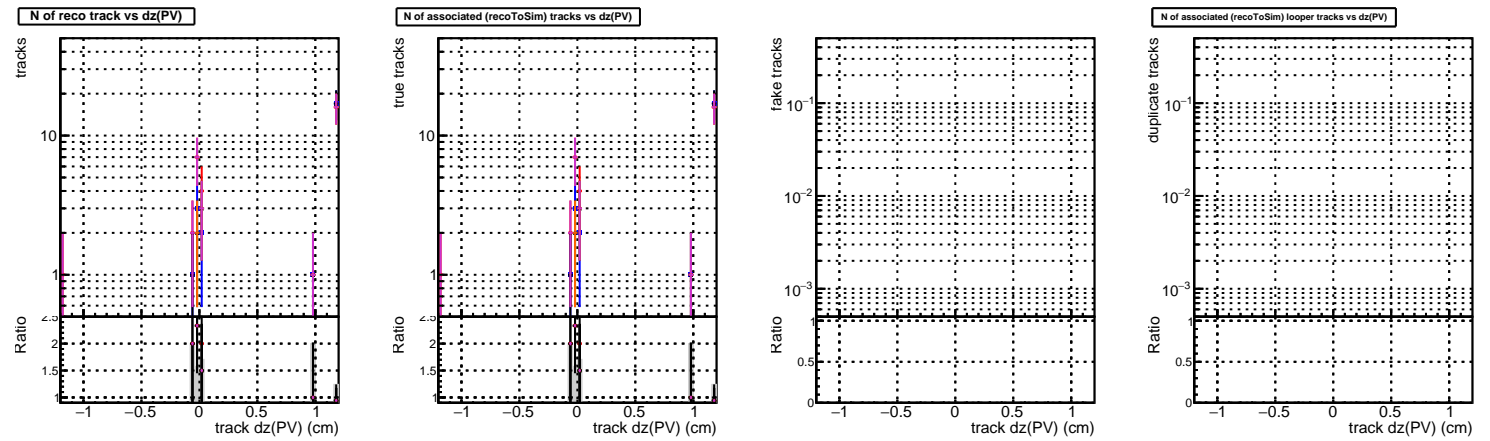 N of reco track vs dz(PV)
tracks
10
1
Ratio
2.5
2
1.5
1
−1 −0.5 0 0.5 1
track dz(PV) (cm)
N of associated (recoToSim) tracks vs dz(PV)
true tracks
10
1
Ratio
2.5
2
1.5
1
−1 −0.5 0 0.5 1
track dz(PV) (cm)
fake tracks
10−1
10−2
10−3
Ratio
1
0.5
0
−1 −0.5 0 0.5 1
track dz(PV) (cm)
N of associated (recoToSim) looper tracks vs dz(PV)
duplicate tracks
10−1
10−2
10−3
Ratio
1
0.5
0
−1 −0.5 0 0.5 1
track dz(PV) (cm)